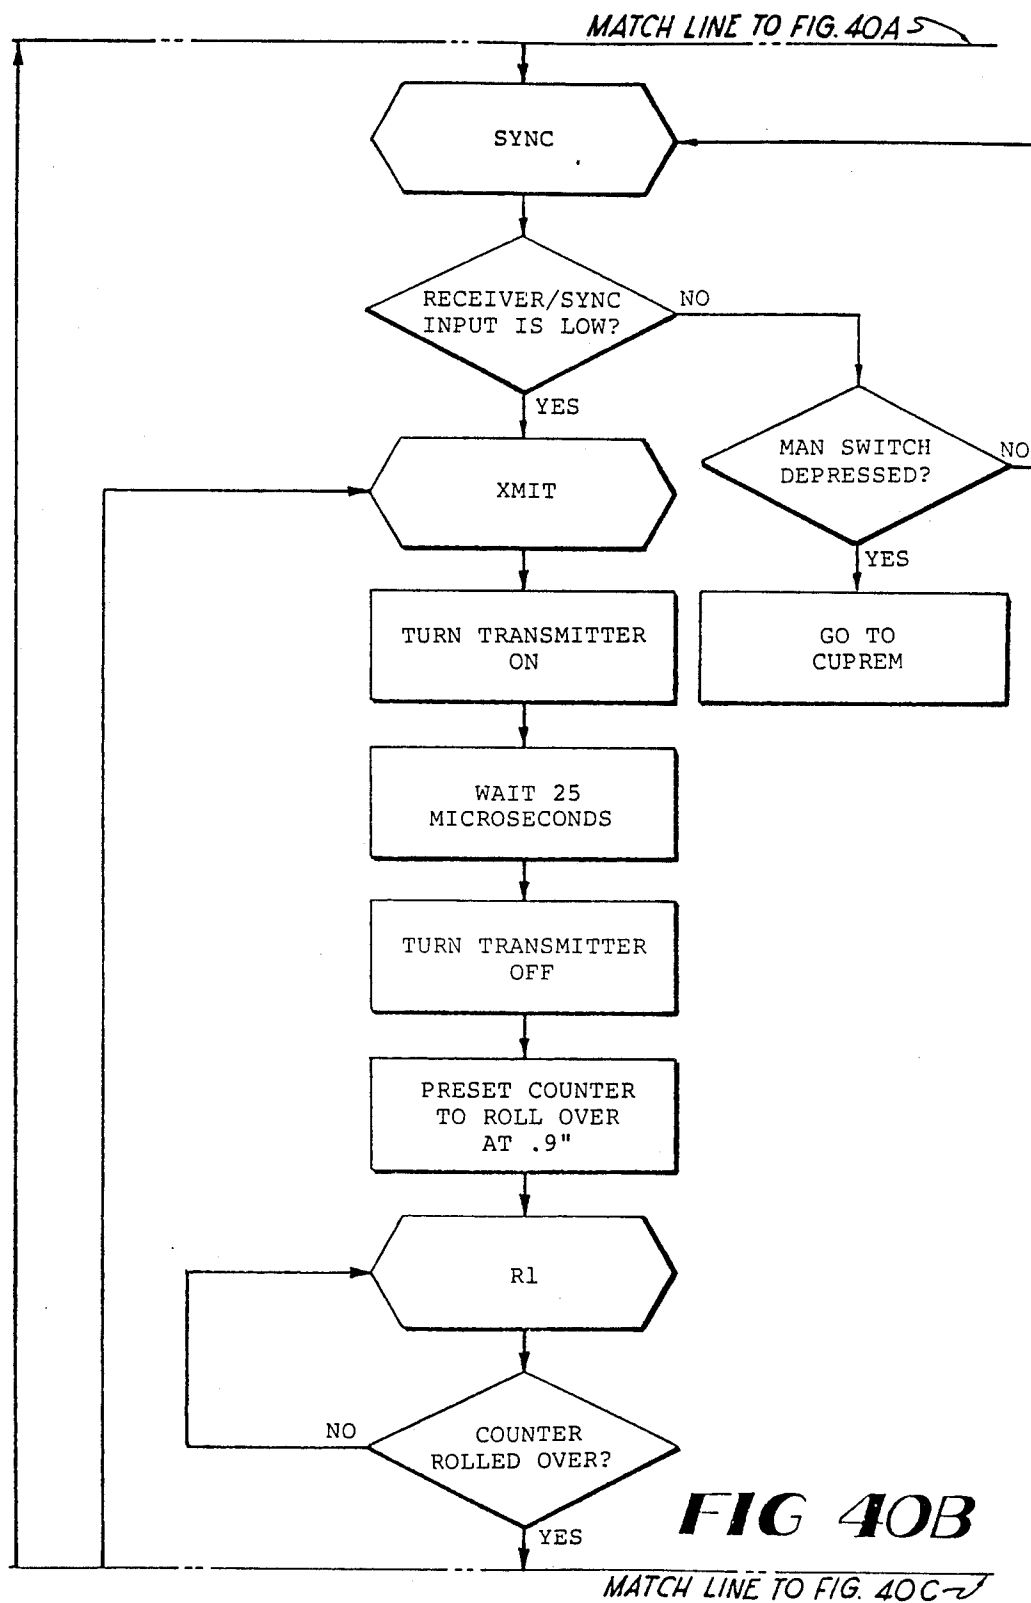 MATCH LINE TO FIG. 40A
SYNC
RECEIVER/SYNC
INPUT IS LOW?
NO
YES
MAN SWITCH
DEPRESSED?
NO
XMIT
YES
TURN TRANSMITTER
ON
GO TO
CUPREM
WAIT 25
MICROSECONDS
TURN TRANSMITTER
OFF
PRESET COUNTER
TO ROLL OVER
AT .9"
R1
NO
COUNTER
ROLLED OVER?
YES
FIG 40B
MATCH LINE TO FIG. 40C